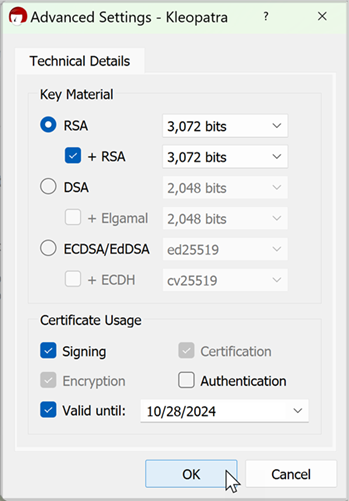 Advanced Settings - Kleopatra ? ×
Technical Details
Key Material
RSA 3,072 bits
+ RSA 3,072 bits
DSA 2,048 bits
+ Elgamal 2,048 bits
ECDSA/EdDSA ed25519
+ ECDH cv25519
Certificate Usage
Signing Certification
Encryption Authentication
Valid until: 10/28/2024
OK Cancel